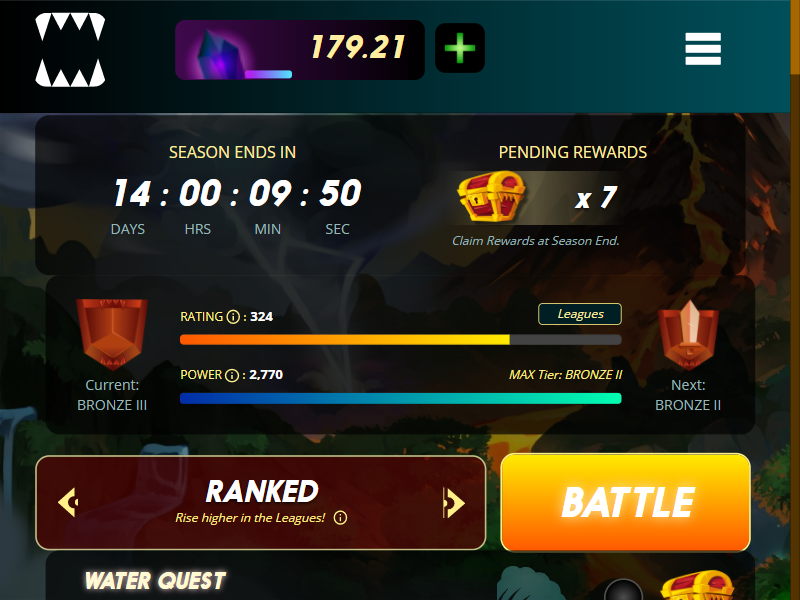 179.21
SEASON ENDS IN
14 : 00 : 09 : 50
DAYS HRS MIN SEC
PENDING REWARDS
x 7
Claim Rewards at Season End.
RATING ⓘ : 324
Leagues
POWER ⓘ : 2,770
MAX Tier: BRONZE II
Current:
BRONZE III
Next:
BRONZE II
RANKED
Rise higher in the Leagues! ⓘ
BATTLE
WATER QUEST